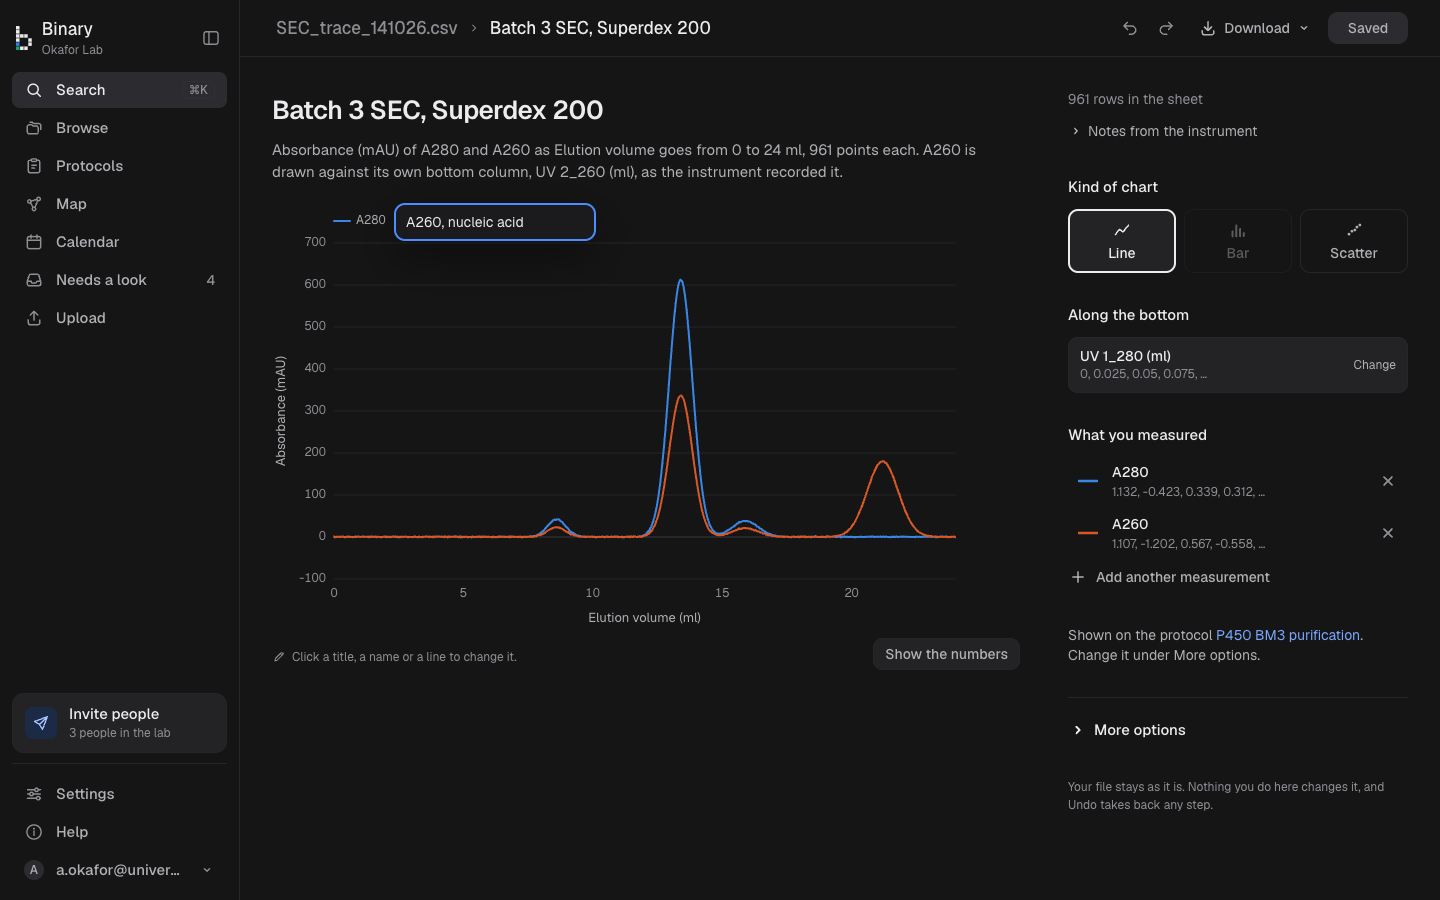 Binary
Okafor Lab
Search ⌘K
Browse
Protocols
Map
Calendar
Needs a look 4
Upload
Invite people
3 people in the lab
Settings
Help
A a.okafor@univer...
SEC_trace_141026.csv › Batch 3 SEC, Superdex 200
Download
Saved
Batch 3 SEC, Superdex 200
Absorbance (mAU) of A280 and A260 as Elution volume goes from 0 to 24 ml, 961 points each. A260 is
drawn against its own bottom column, UV 2_260 (ml), as the instrument recorded it.
A280 A260, nucleic acid
700
600
500
400
300
200
100
0
-100
Absorbance (mAU)
0 5 10 15 20
Elution volume (ml)
Click a title, a name or a line to change it.
Show the numbers
961 rows in the sheet
Notes from the instrument
Kind of chart
Line Bar Scatter
Along the bottom
UV 1_280 (ml)
0, 0.025, 0.05, 0.075, ...
Change
What you measured
A280
1.132, -0.423, 0.339, 0.312, ...
A260
1.107, -1.202, 0.567, -0.558, ...
Add another measurement
Shown on the protocol P450 BM3 purification.
Change it under More options.
More options
Your file stays as it is. Nothing you do here changes it, and
Undo takes back any step.